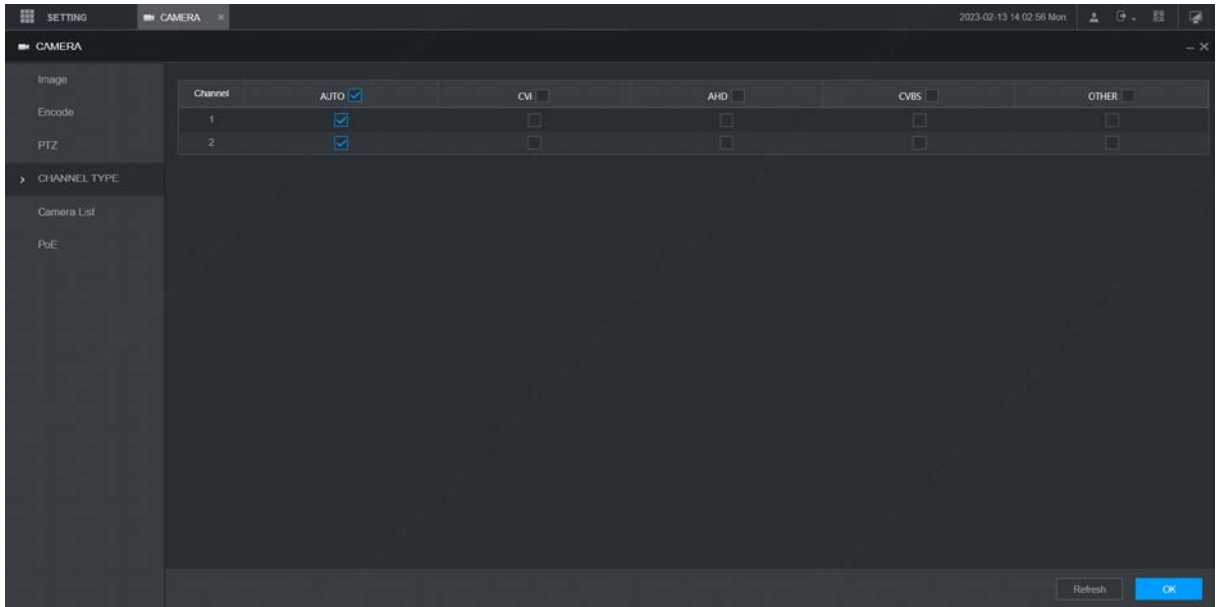 SETTING CAMERA × 2023-02-13 14:02:56 Mon
CAMERA
Image
Encode
PTZ
CHANNEL TYPE
Camera List
PoE
Channel AUTO CVI AHD CVBS OTHER
1
2
Refresh OK